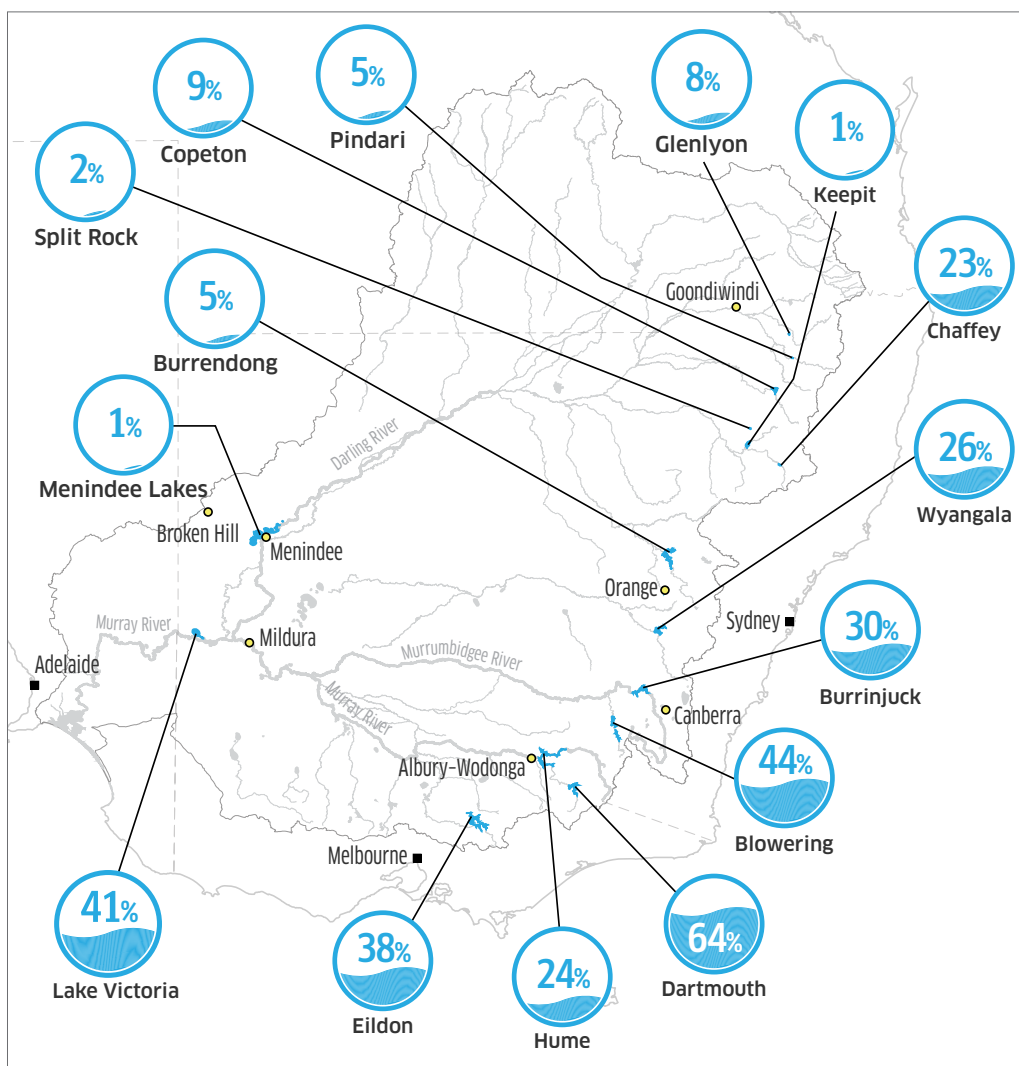 5%
Pindari
8%
Glenlyon
9%
Copeton
1%
Keepit
2%
Split Rock
23%
Chaffey
Goondiwindi
5%
Burrendong
1%
Menindee Lakes
Darling River
26%
Wyangala
Broken Hill
Menindee
Orange
Sydney
30%
Burrinjuck
Murray River
Mildura
Murrumbidgee River
Adelaide
Murray River
Canberra
44%
Blowering
Albury-Wodonga
Melbourne
41%
Lake Victoria
38%
Eildon
24%
Hume
64%
Dartmouth